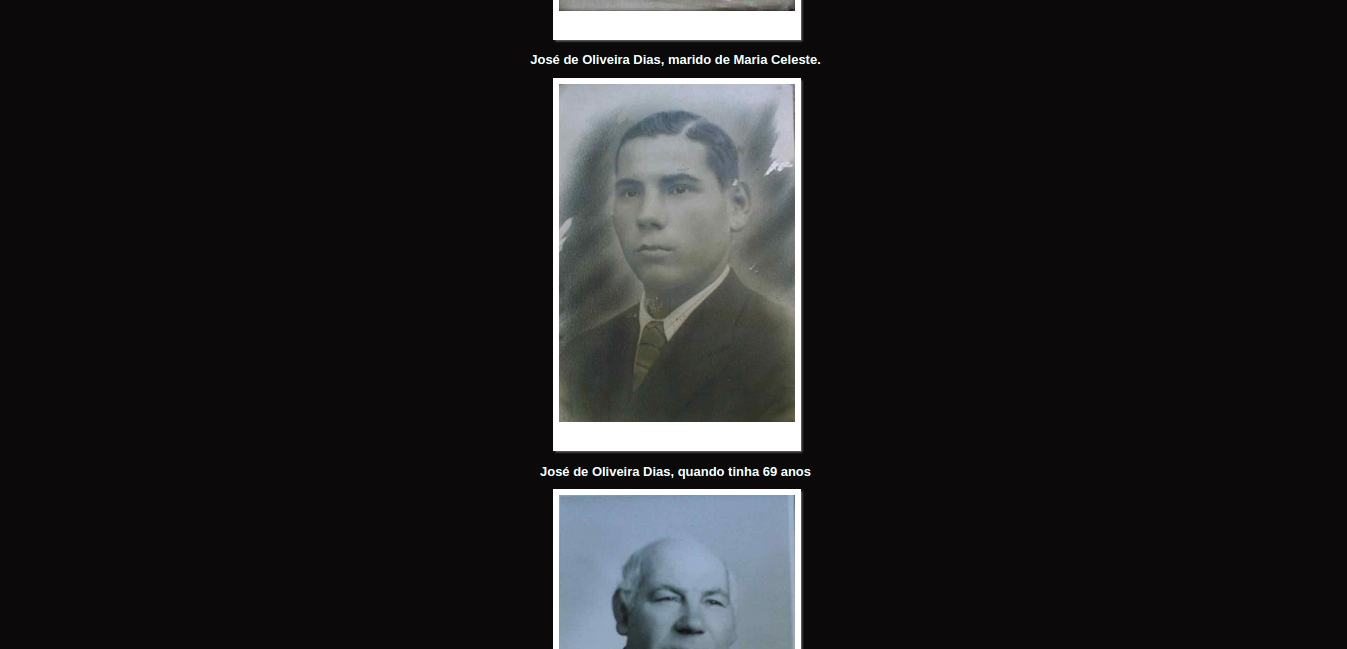 José de Oliveira Dias, marido de Maria Celeste.
José de Oliveira Dias, quando tinha 69 anos